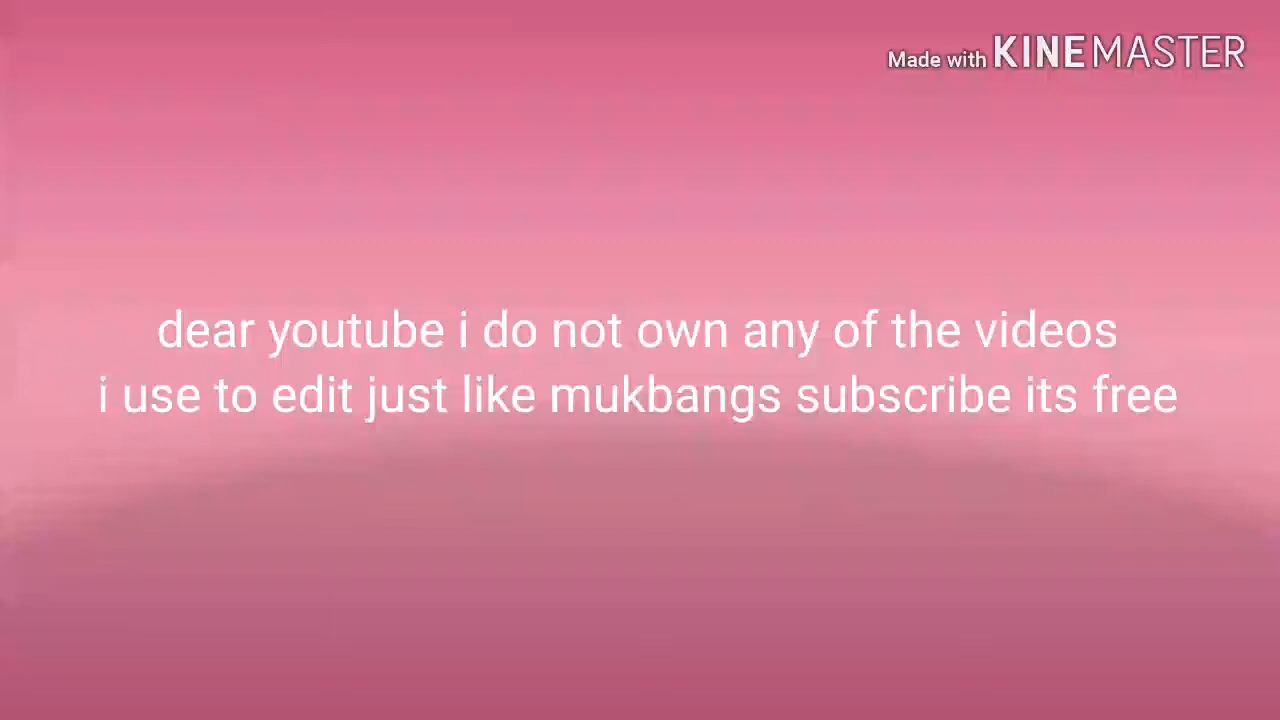 Made with KINEMASTER
dear youtube i do not own any of the videos
i use to edit just like mukbangs subscribe its free